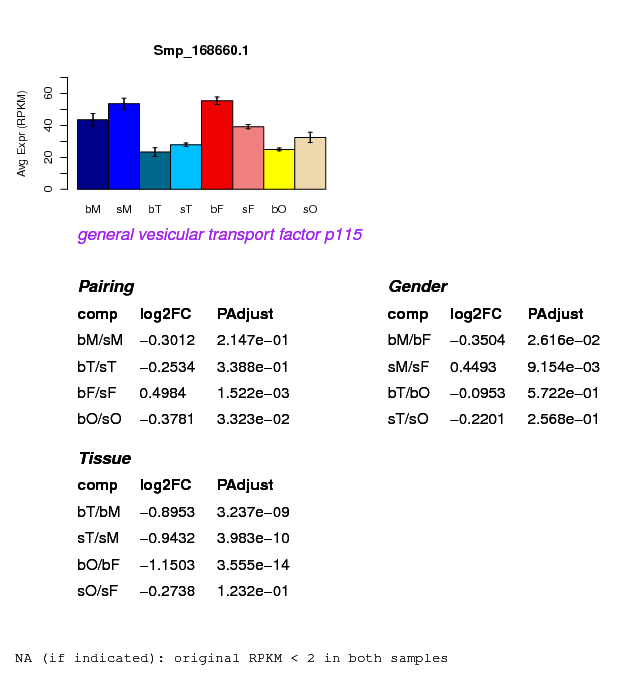 Smp_168660.1
Avg Expr (RPKM)
0 20 40 60
bM sM bT sT bF sF bO sO
general vesicular transport factor p115
Pairing
comp log2FC PAdjust
bM/sM −0.3012 2.147e−01
bT/sT −0.2534 3.388e−01
bF/sF 0.4984 1.522e−03
bO/sO −0.3781 3.323e−02
Gender
comp log2FC PAdjust
bM/bF −0.3504 2.616e−02
sM/sF 0.4493 9.154e−03
bT/bO −0.0953 5.722e−01
sT/sO −0.2201 2.568e−01
Tissue
comp log2FC PAdjust
bT/bM −0.8953 3.237e−09
sT/sM −0.9432 3.983e−10
bO/bF −1.1503 3.555e−14
sO/sF −0.2738 1.232e−01
NA (if indicated): original RPKM < 2 in both samples